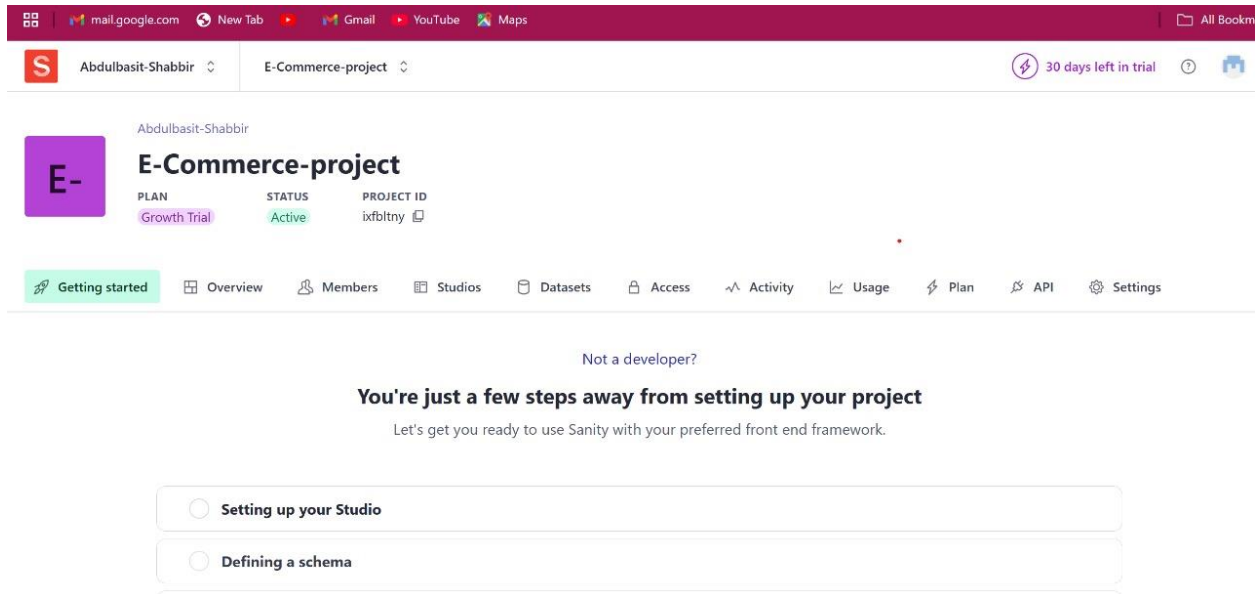 mail.google.com New Tab Gmail YouTube Maps All Bookm
S Abdulbasit-Shabbir E-Commerce-project 30 days left in trial ?
Abdulbasit-Shabbir
E- E-Commerce-project
PLAN STATUS PROJECT ID
Growth Trial Active ixfbltny
Getting started Overview Members Studios Datasets Access Activity Usage Plan API Settings
Not a developer?
You're just a few steps away from setting up your project
Let's get you ready to use Sanity with your preferred front end framework.
Setting up your Studio
Defining a schema